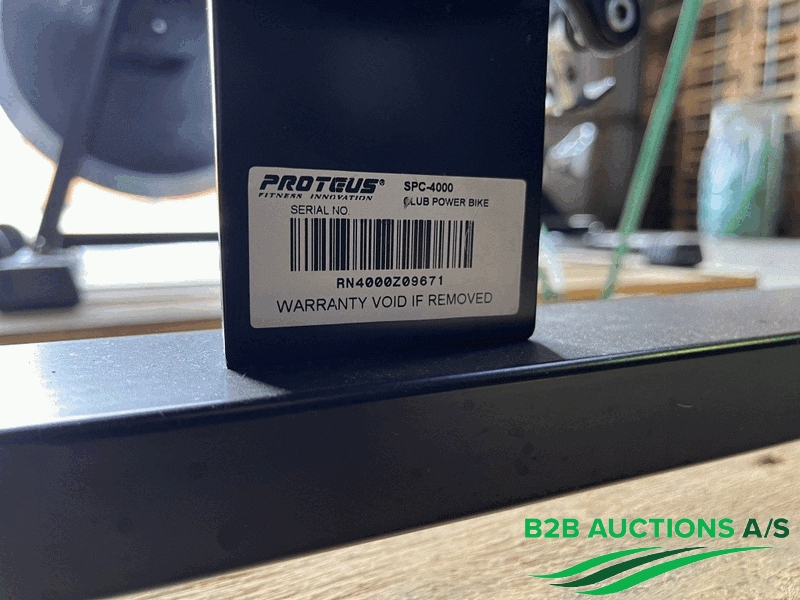 PROTEUS® SPC-4000
FITNESS INNOVATION CLUB POWER BIKE
SERIAL NO.
RN4000Z09671
WARRANTY VOID IF REMOVED
B2B AUCTIONS A/S